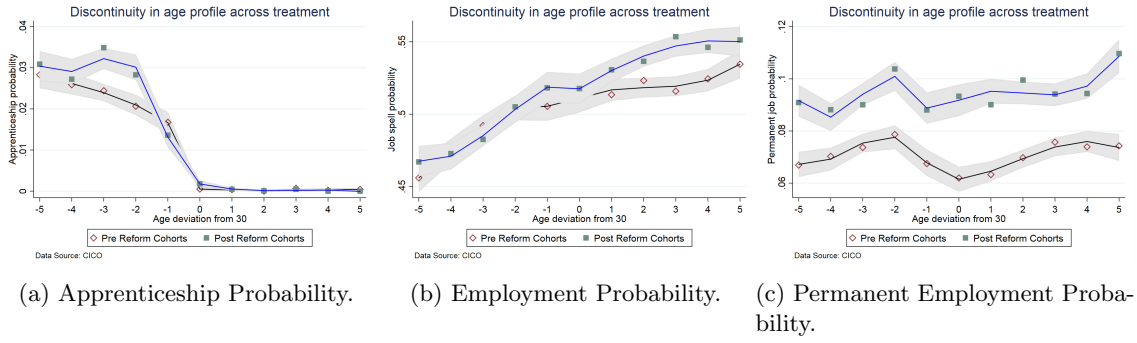 Discontinuity in age profile across treatment
Apprenticeship probability
0 .01 .02 .03 .04
-5 -4 -3 -2 -1 0 1 2 3 4 5
Age deviation from 30
Pre Reform Cohorts Post Reform Cohorts
Data Source: CICO
(a) Apprenticeship Probability.
Discontinuity in age profile across treatment
Job spell probability
.45 .5 .55
-5 -4 -3 -2 -1 0 1 2 3 4 5
Age deviation from 30
Pre Reform Cohorts Post Reform Cohorts
Data Source: CICO
(b) Employment Probability.
Discontinuity in age profile across treatment
Permanent job probability
.06 .08 .1 .12
-5 -4 -3 -2 -1 0 1 2 3 4 5
Age deviation from 30
Pre Reform Cohorts Post Reform Cohorts
Data Source: CICO
(c) Permanent Employment Proba-
bility.